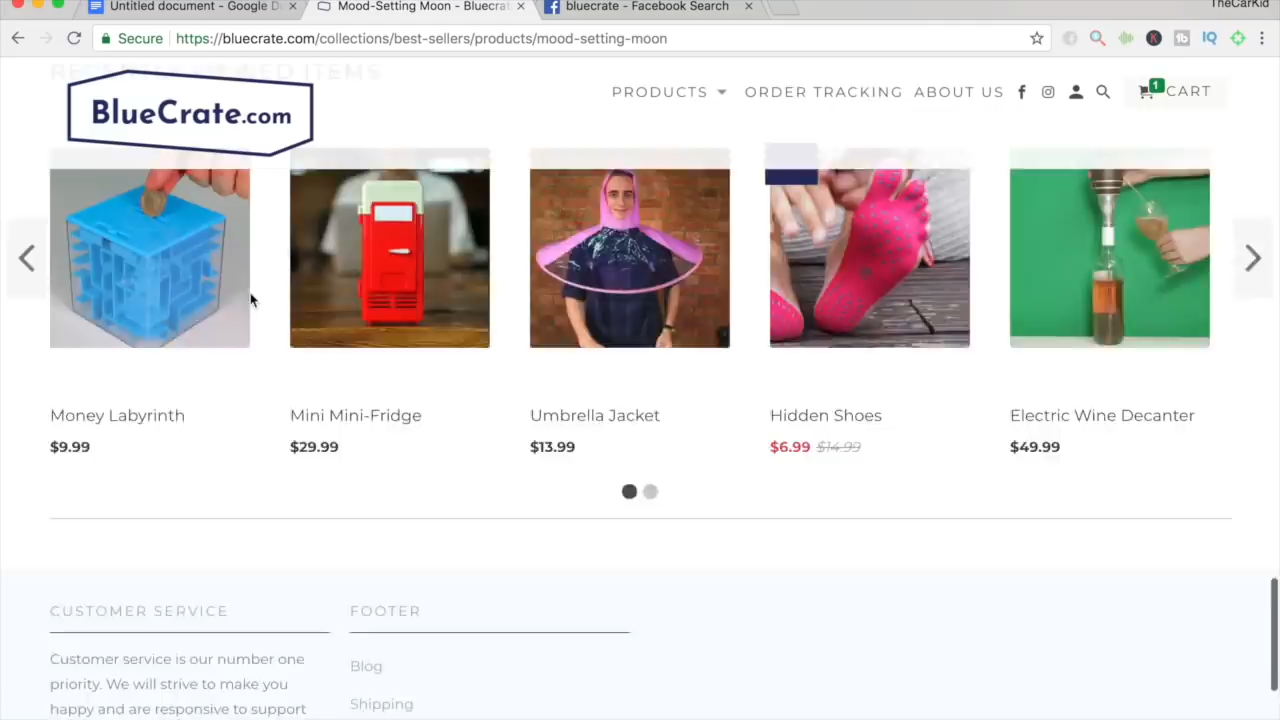 Untitled document - Google D
Mood-Setting Moon - Bluecrat
bluecrate - Facebook Search
TheCarKid
Secure
https://bluecrate.com/collections/best-sellers/products/mood-setting-moon
BlueCrate.com
PRODUCTS
ORDER TRACKING
ABOUT US
1
CART
Money Labyrinth
$9.99
Mini Mini-Fridge
$29.99
Umbrella Jacket
$13.99
Hidden Shoes
$6.99 $14.99
Electric Wine Decanter
$49.99
CUSTOMER SERVICE
Customer service is our number one
priority. We will strive to make you
happy and are responsive to support
FOOTER
Blog
Shipping